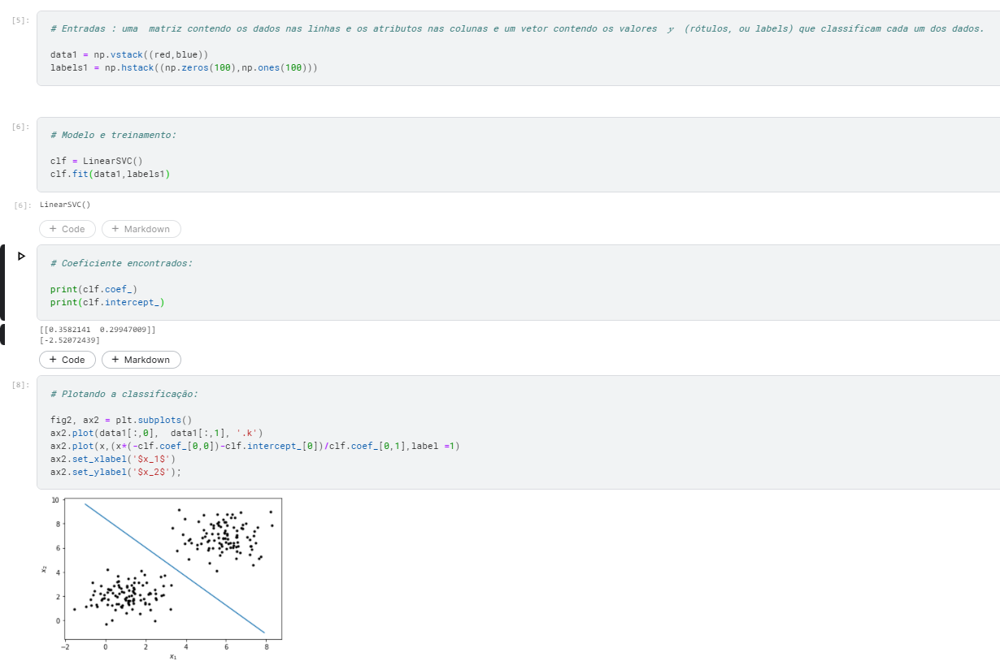 [5]:
# Entradas : uma  matriz contendo os dados nas linhas e os atributos nas colunas e um vetor contendo os valores  y  (rótulos, ou labels) que classificam cada um dos dados.
data1 = np.vstack((red,blue))
labels1 = np.hstack((np.zeros(100),np.ones(100)))
[6]:
# Modelo e treinamento:
clf = LinearSVC()
clf.fit(data1,labels1)
[6]: LinearSVC()
+ Code + Markdown
# Coeficiente encontrados:
print(clf.coef_)
print(clf.intercept_)
[[0.3582141  0.29947009]]
[-2.52072439]
+ Code + Markdown
[8]:
# Plotando a classificação:
fig2, ax2 = plt.subplots()
ax2.plot(data1[:,0],  data1[:,1], '.k')
ax2.plot(x,(x*(-clf.coef_[0,0])-clf.intercept_[0])/clf.coef_[0,1],label =1)
ax2.set_xlabel('$x_1$')
ax2.set_ylabel('$x_2$');
10
8
6
4
2
0
x₂
−2 0 2 4 6 8
x₁